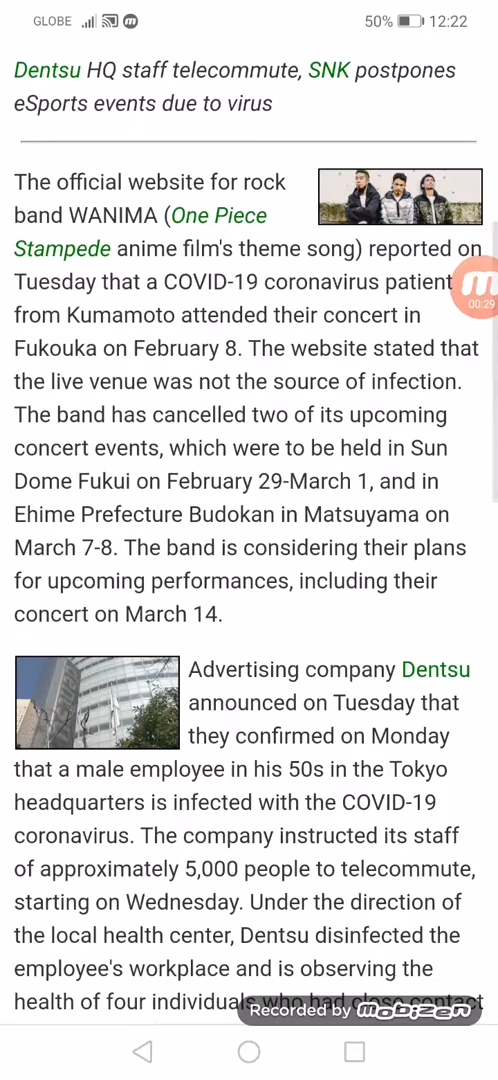 GLOBE 50% 12:22
Dentsu HQ staff telecommute, SNK postpones
eSports events due to virus
The official website for rock
band WANIMA (One Piece
Stampede anime film's theme song) reported on
Tuesday that a COVID-19 coronavirus patient
00:29
from Kumamoto attended their concert in
Fukouka on February 8. The website stated that
the live venue was not the source of infection.
The band has cancelled two of its upcoming
concert events, which were to be held in Sun
Dome Fukui on February 29-March 1, and in
Ehime Prefecture Budokan in Matsuyama on
March 7-8. The band is considering their plans
for upcoming performances, including their
concert on March 14.
Advertising company Dentsu
announced on Tuesday that
they confirmed on Monday
that a male employee in his 50s in the Tokyo
headquarters is infected with the COVID-19
coronavirus. The company instructed its staff
of approximately 5,000 people to telecommute,
starting on Wednesday. Under the direction of
the local health center, Dentsu disinfected the
employee's workplace and is observing the
health of four individuals who had close contact
Recorded by mobizen